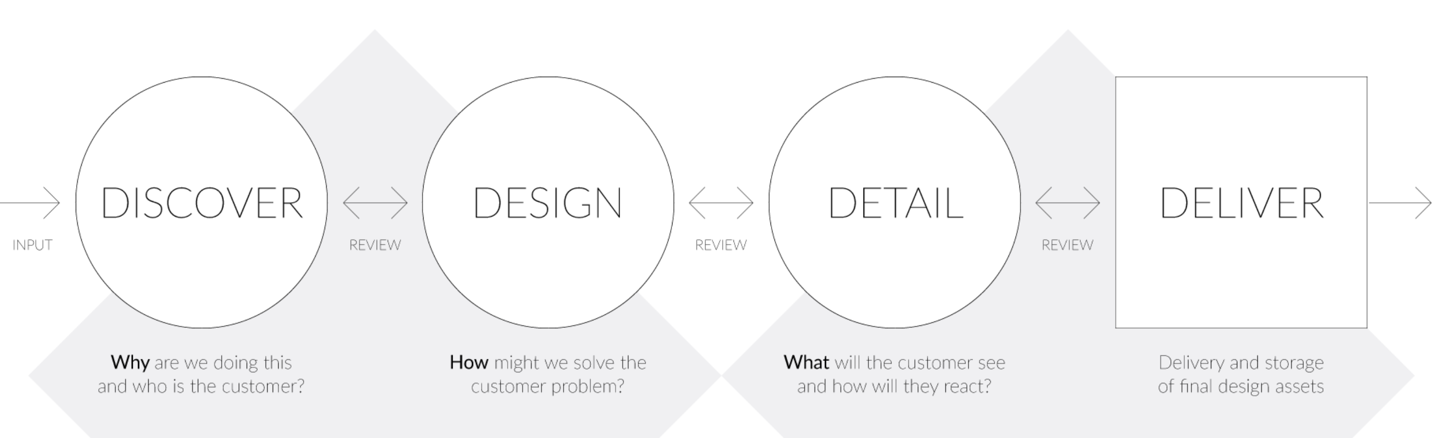 DISCOVER
DESIGN
DETAIL
DELIVER
INPUT
REVIEW
REVIEW
REVIEW
Why are we doing this
and who is the customer?
How might we solve the
customer problem?
What will the customer see
and how will they react?
Delivery and storage
of final design assets